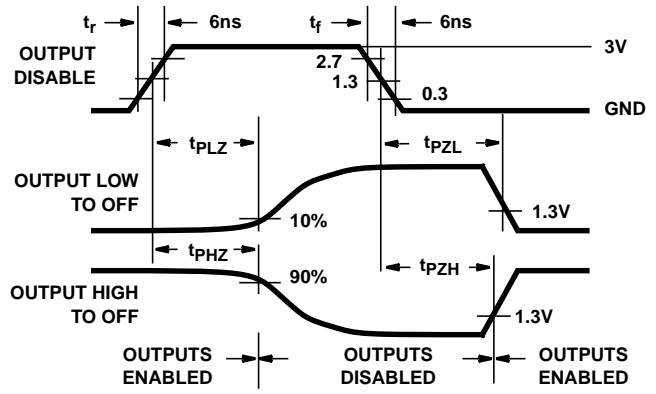 tr 6ns tf 6ns
OUTPUT
DISABLE
3V
2.7
1.3
0.3
GND
tPLZ tPZL
OUTPUT LOW
TO OFF
10%
1.3V
tPHZ tPZH
OUTPUT HIGH
TO OFF
90%
1.3V
OUTPUTS
ENABLED
OUTPUTS
DISABLED
OUTPUTS
ENABLED